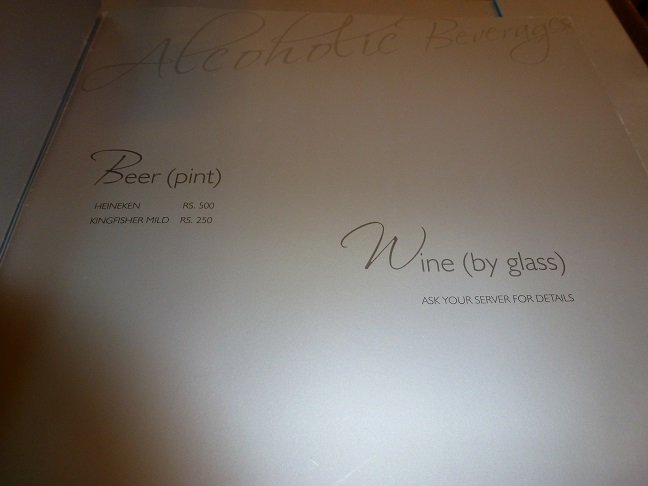 Alcoholic Beverages
Beer (pint)
HEINEKEN RS. 500
KINGFISHER MILD RS. 250
Wine (by glass)
ASK YOUR SERVER FOR DETAILS